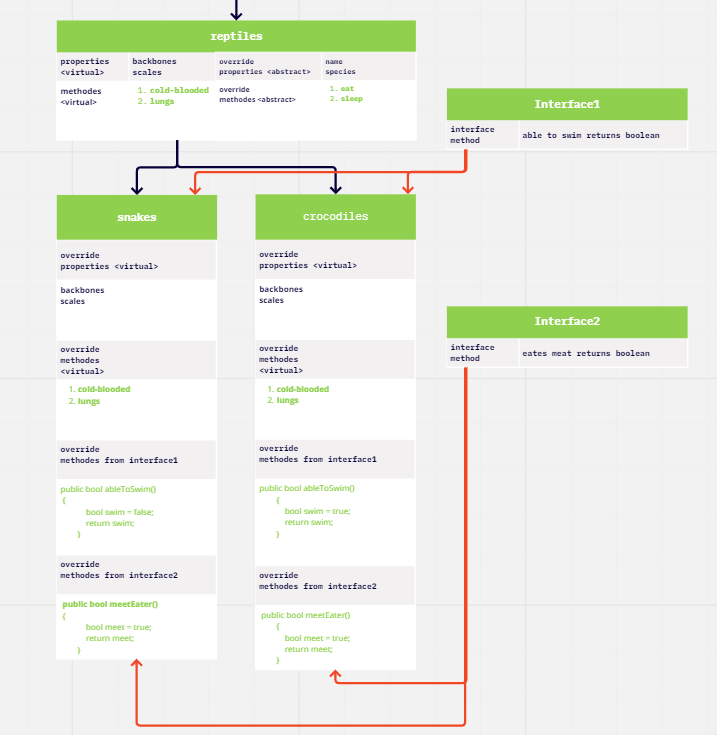 reptiles
properties
<virtual>
backbones
scales
override
properties <abstract>
name
species
methodes
<virtual>
1. cold-blooded
2. lungs
override
methodes <abstract>
1. eat
2. sleep
Interface1
interface
method
able to swim returns boolean
snakes
override
properties <virtual>
backbones
scales
override
methodes
<virtual>
1. cold-blooded
2. lungs
override
methodes from interface1
public bool ableToSwim()
{
bool swim = false;
return swim;
}
override
methodes from interface2
public bool meetEater()
{
bool meet = true;
return meet;
}
crocodiles
override
properties <virtual>
backbones
scales
override
methodes
<virtual>
1. cold-blooded
2. lungs
override
methodes from interface1
public bool ableToSwim()
{
bool swim = true;
return swim;
}
override
methodes from interface2
public bool meetEater()
{
bool meet = true;
return meet;
}
Interface2
interface
method
eates meat returns boolean